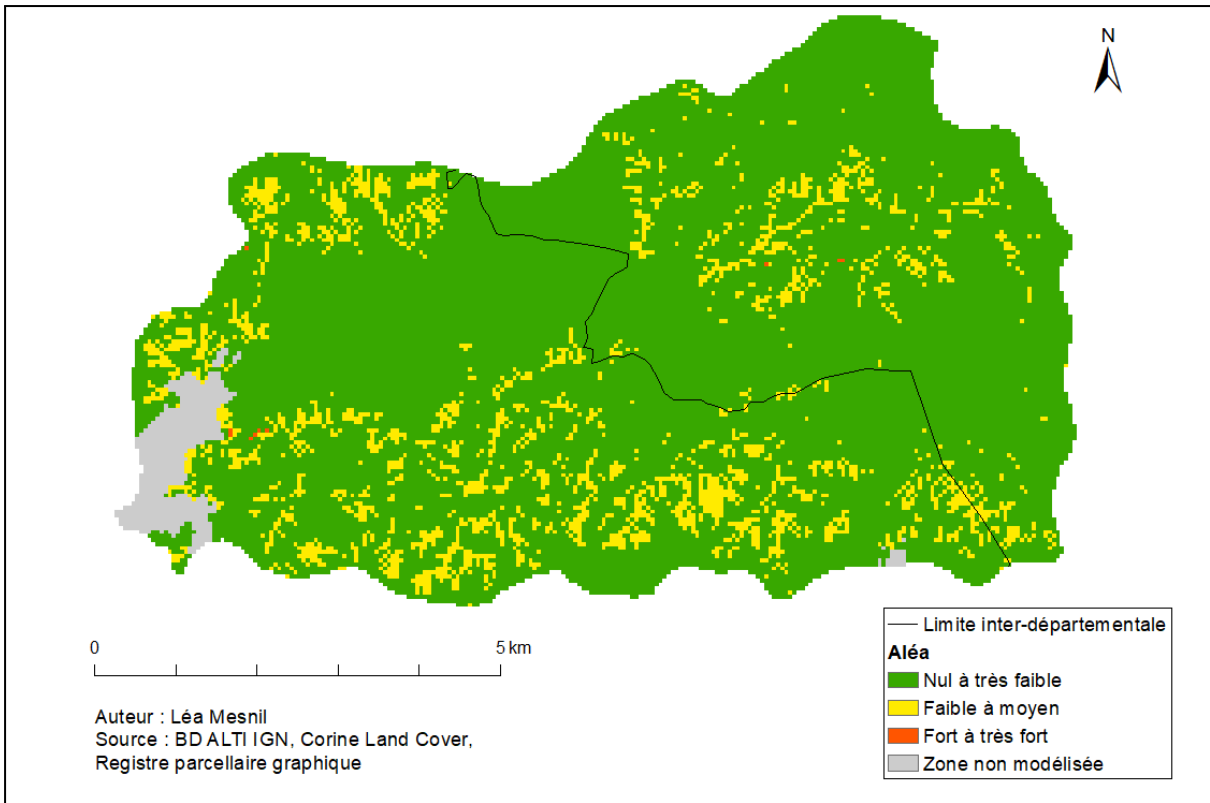 N
0
5 km
Auteur : Léa Mesnil
Source : BD ALTI IGN, Corine Land Cover,
Registre parcellaire graphique
Limite inter-départementale
Aléa
Nul à très faible
Faible à moyen
Fort à très fort
Zone non modélisée